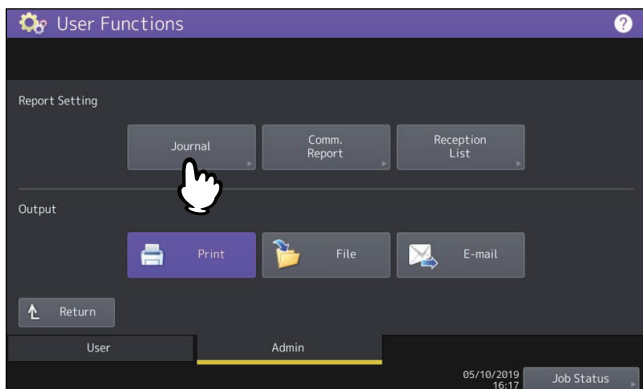 User Functions
?
Report Setting
Journal
Comm.
Report
Reception
List
Output
Print
File
E-mail
Return
User
Admin
05/10/2019
16:17
Job Status